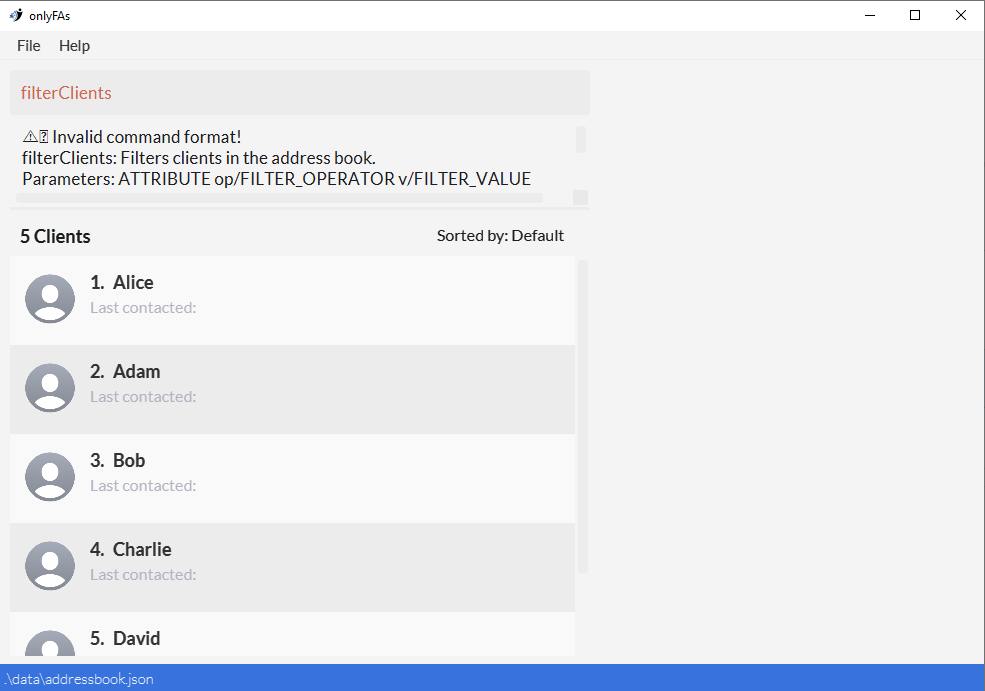 onlyFAs
File Help
filterClients
⚠ Invalid command format!
filterClients: Filters clients in the address book.
Parameters: ATTRIBUTE op/FILTER_OPERATOR v/FILTER_VALUE
5 Clients Sorted by: Default
1. Alice
Last contacted:
2. Adam
Last contacted:
3. Bob
Last contacted:
4. Charlie
Last contacted:
5. David
.\data\addressbook.json